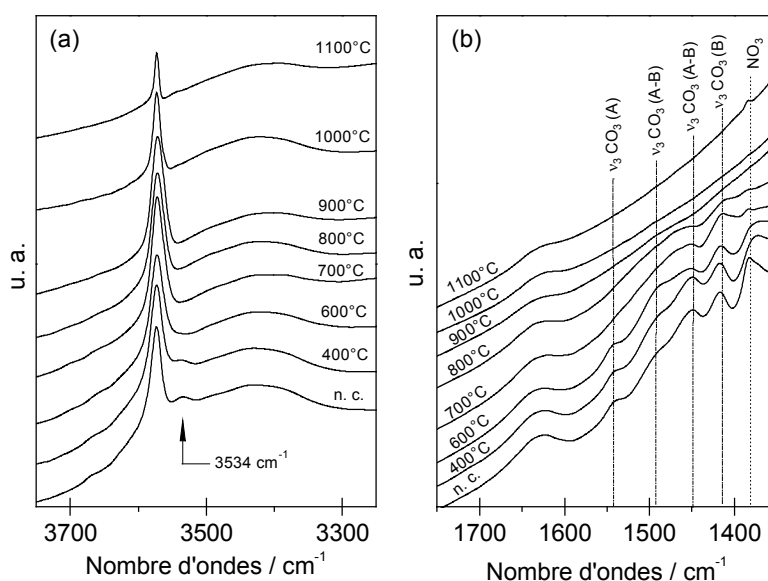 (a)
1100°C
1000°C
900°C
800°C
700°C
600°C
400°C
n. c.
3534 cm-1
u. a.
3700 3500 3300
Nombre d'ondes / cm-1
(b)
ν3 CO3 (A)
ν3 CO3 (A-B)
ν3 CO3 (A-B)
ν3 CO3 (B)
NO3
1100°C
1000°C
900°C
800°C
700°C
600°C
400°C
n. c.
u. a.
1700 1600 1500 1400
Nombre d'ondes / cm-1